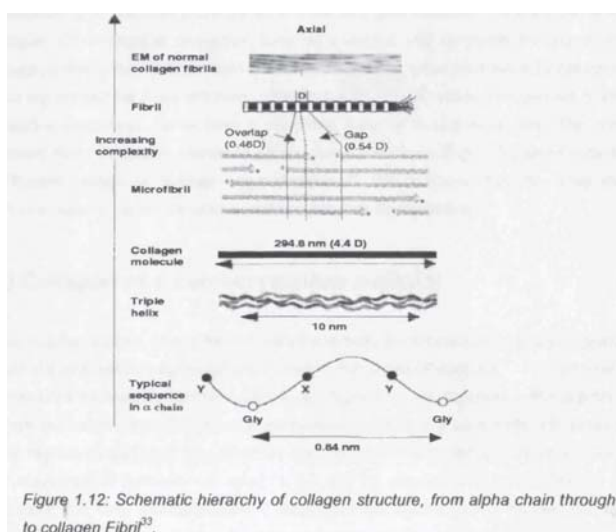 Axial
EM of normal
collagen fibrils
D
Fibril
Overlap
(0.46D)
Gap
(0.54 D)
Increasing
complexity
Microfibril
294.8 nm (4.4 D)
Collagen
molecule
Triple
helix
10 nm
Typical
sequence
in α chain
Y
X
Y
Gly
Gly
0.84 nm
Figure 1.12: Schematic hierarchy of collagen structure, from alpha chain through
to collagen Fibril³³.